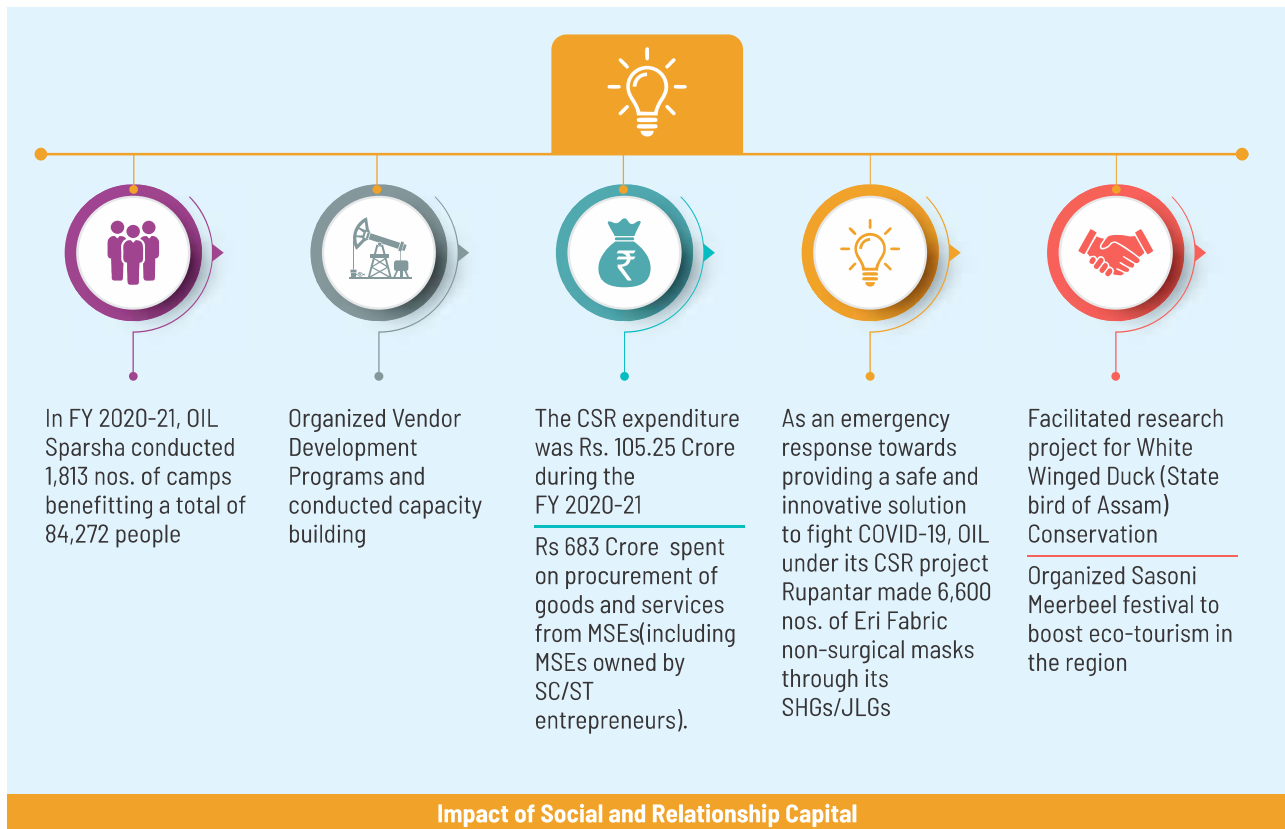 In FY 2020-21, OIL
Sparsha conducted
1,813 nos. of camps
benefitting a total of
84,272 people
Organized Vendor
Development
Programs and
conducted capacity
building
₹
The CSR expenditure
was Rs. 105.25 Crore
during the
FY 2020-21
Rs 683 Crore spent
on procurement of
goods and services
from MSEs(including
MSEs owned by
SC/ST
entrepreneurs).
As an emergency
response towards
providing a safe and
innovative solution
to fight COVID-19, OIL
under its CSR project
Rupantar made 6,600
nos. of Eri Fabric
non-surgical masks
through its
SHGs/JLGs
Facilitated research
project for White
Winged Duck (State
bird of Assam)
Conservation
Organized Sasoni
Meerbeel festival to
boost eco-tourism in
the region
Impact of Social and Relationship Capital